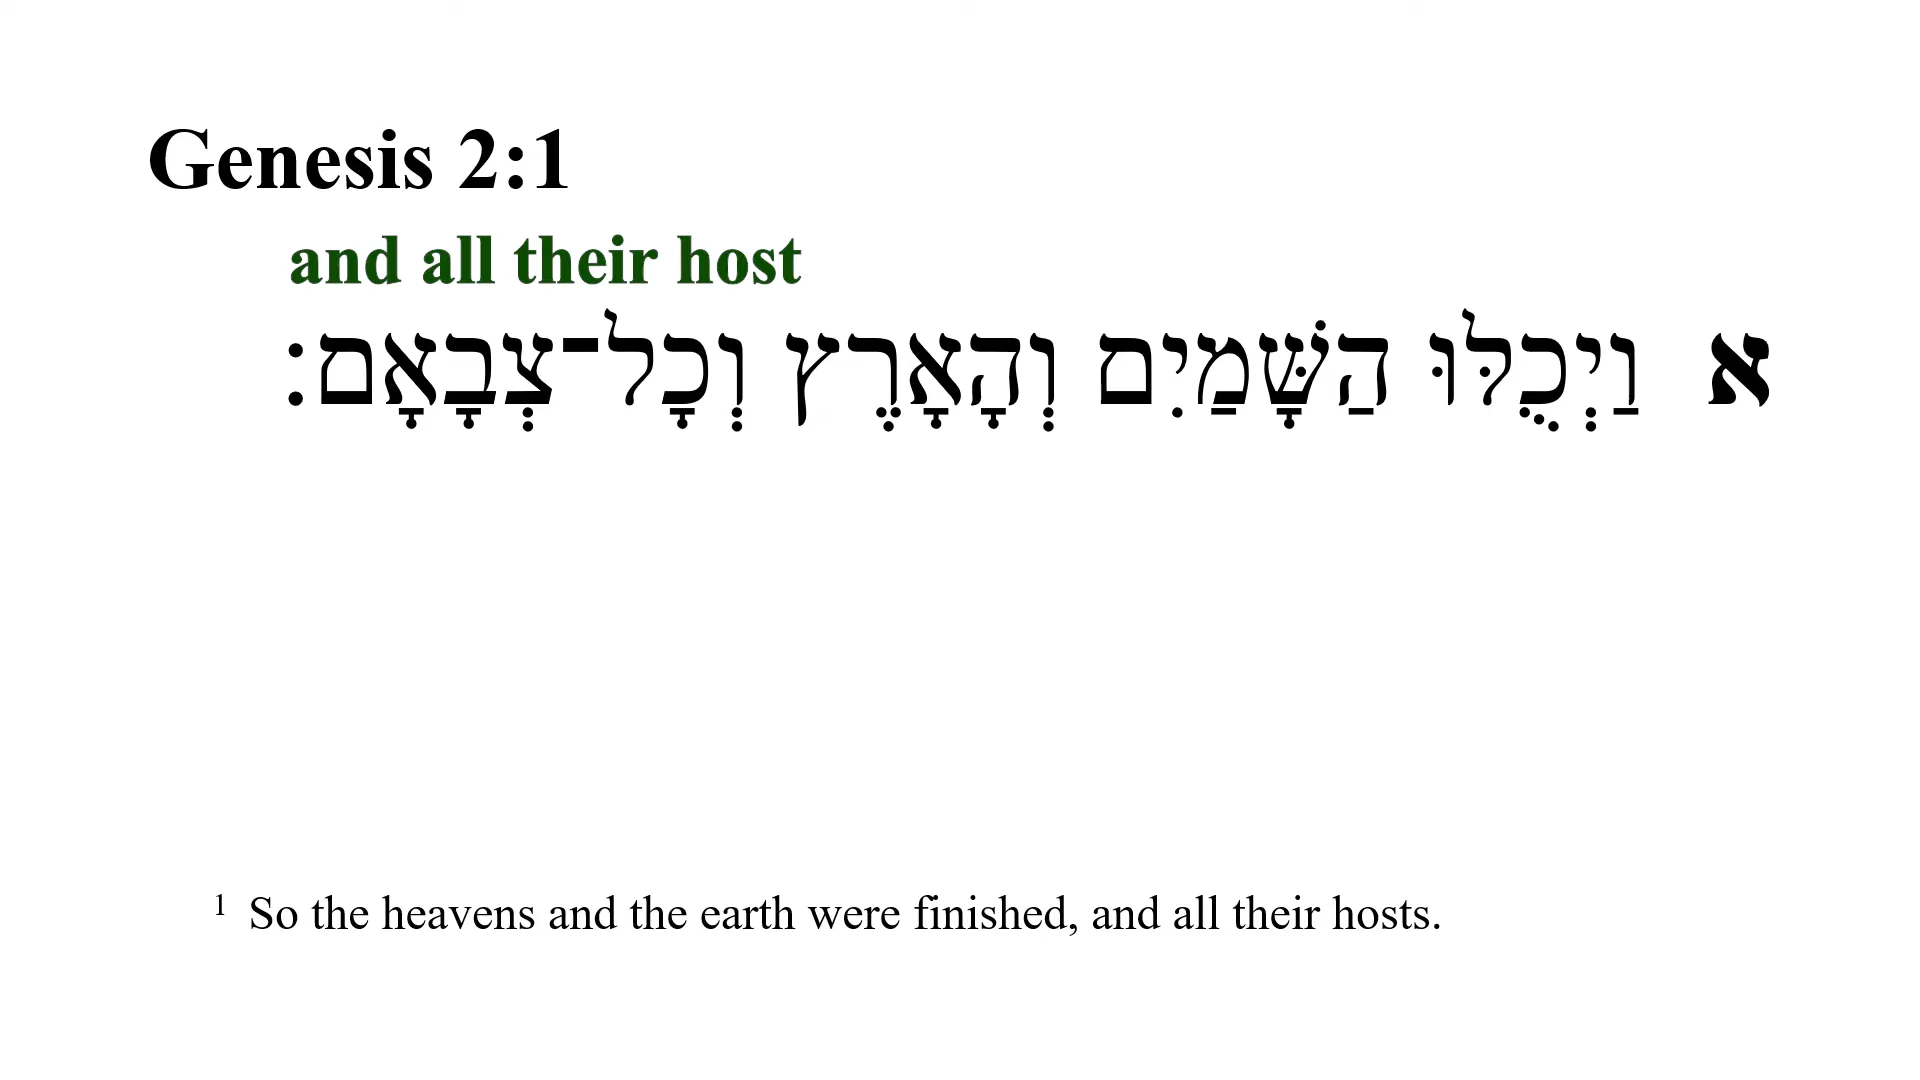 Genesis 2:1
and all their host
א וַיְכֻלּוּ הַשָּׁמַיִם וְהָאָרֶץ וְכָל־צְבָאָם׃
1 So the heavens and the earth were finished, and all their hosts.